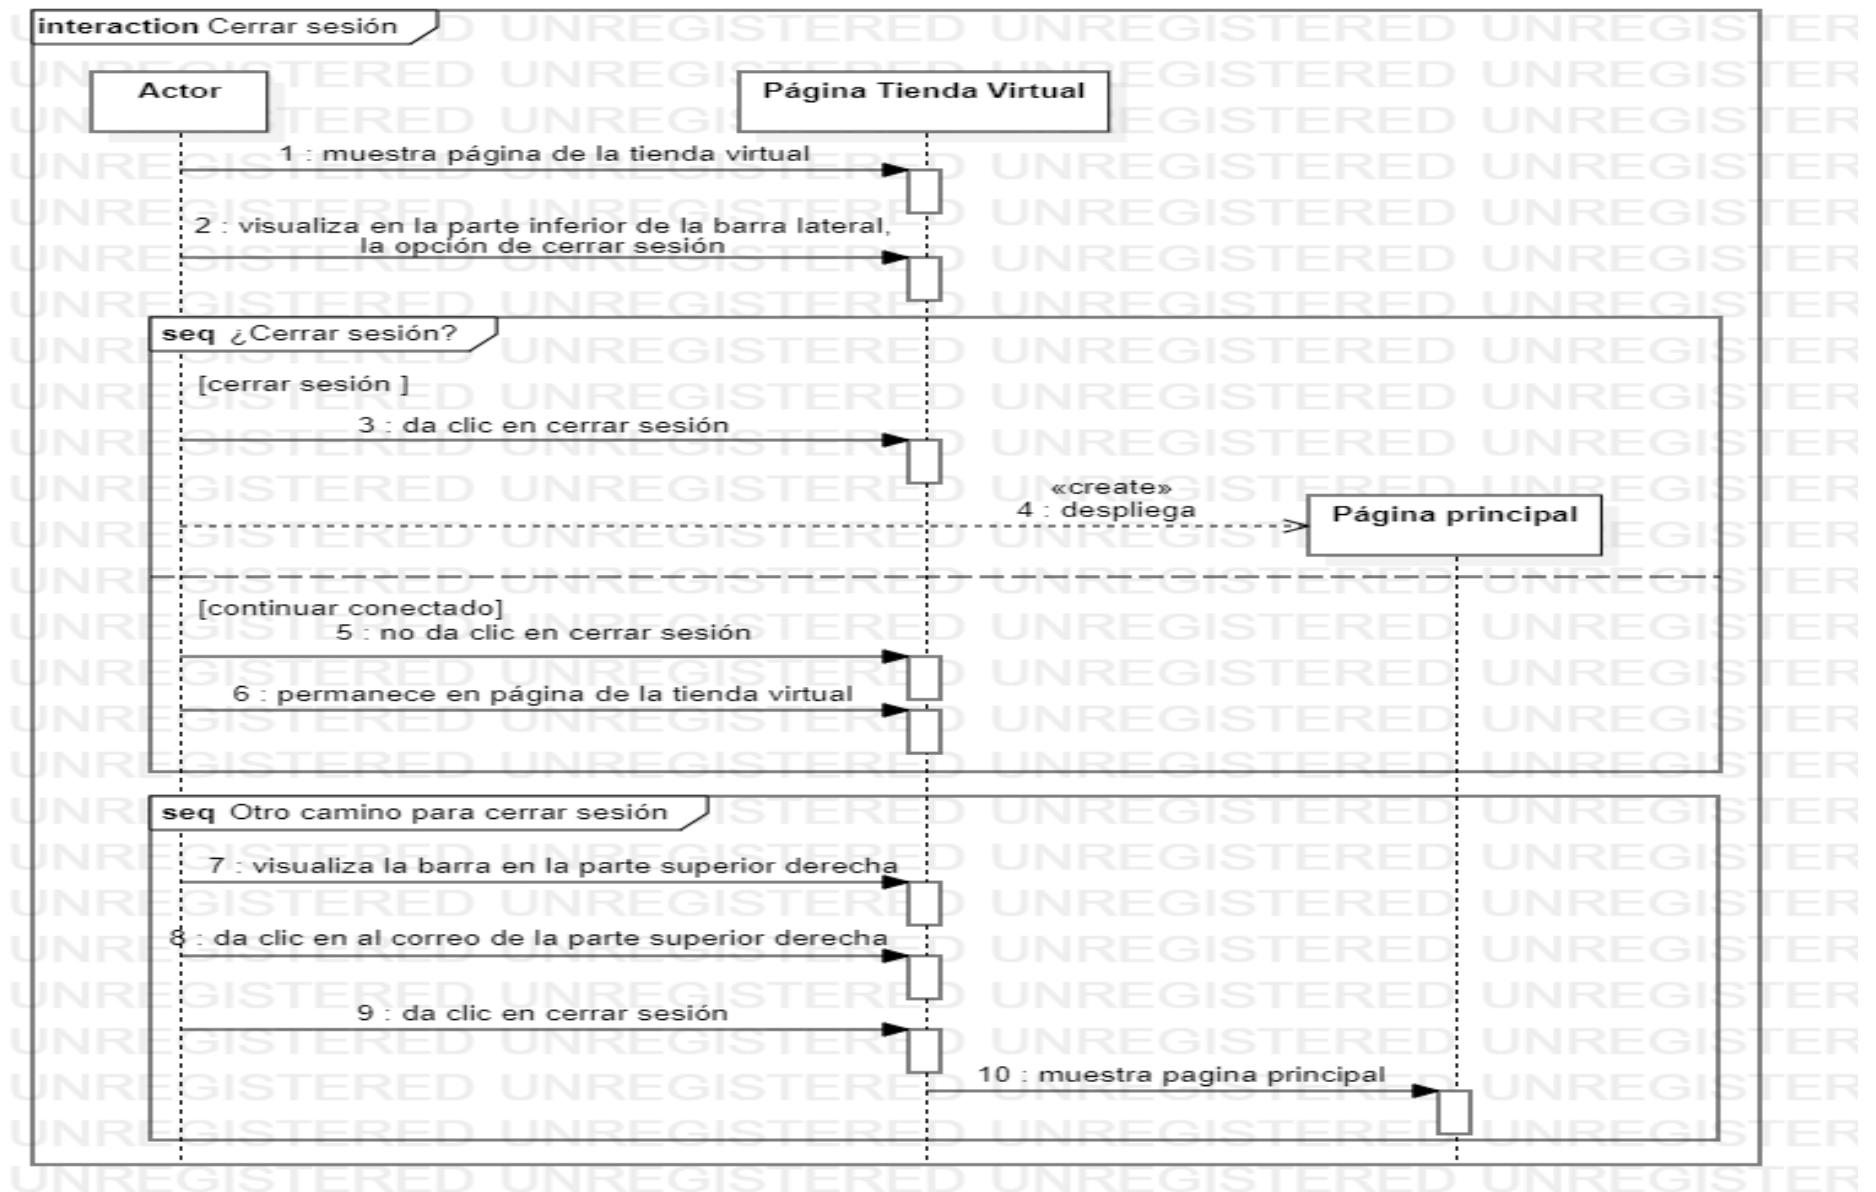 interaction Cerrar sesión
Actor
Página Tienda Virtual
1 : muestra página de la tienda virtual
2 : visualiza en la parte inferior de la barra lateral,
la opción de cerrar sesión
seq ¿Cerrar sesión?
[cerrar sesión ]
3 : da clic en cerrar sesión
«create»
4 : despliega
Página principal
[continuar conectado]
5 : no da clic en cerrar sesión
6 : permanece en página de la tienda virtual
seq Otro camino para cerrar sesión
7 : visualiza la barra en la parte superior derecha
8 : da clic en al correo de la parte superior derecha
9 : da clic en cerrar sesión
10 : muestra pagina principal
UNREGISTERED UNREGISTERED UNREGISTERED UNREGISTER